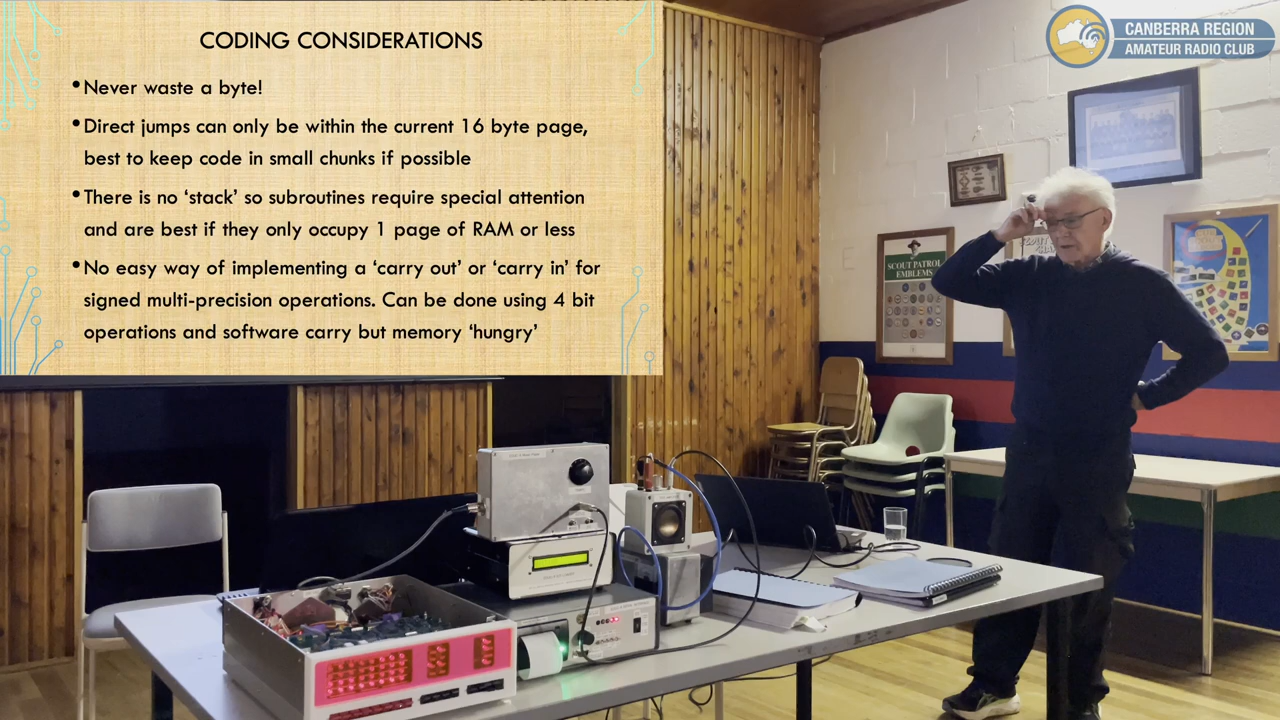 CODING CONSIDERATIONS
•Never waste a byte!
•Direct jumps can only be within the current 16 byte page,
best to keep code in small chunks if possible
•There is no ‘stack’ so subroutines require special attention
and are best if they only occupy 1 page of RAM or less
•No easy way of implementing a ‘carry out’ or ‘carry in’ for
signed multi-precision operations. Can be done using 4 bit
operations and software carry but memory ‘hungry’
CANBERRA REGION
AMATEUR RADIO CLUB
SCOUT PATROL
EMBLEMS